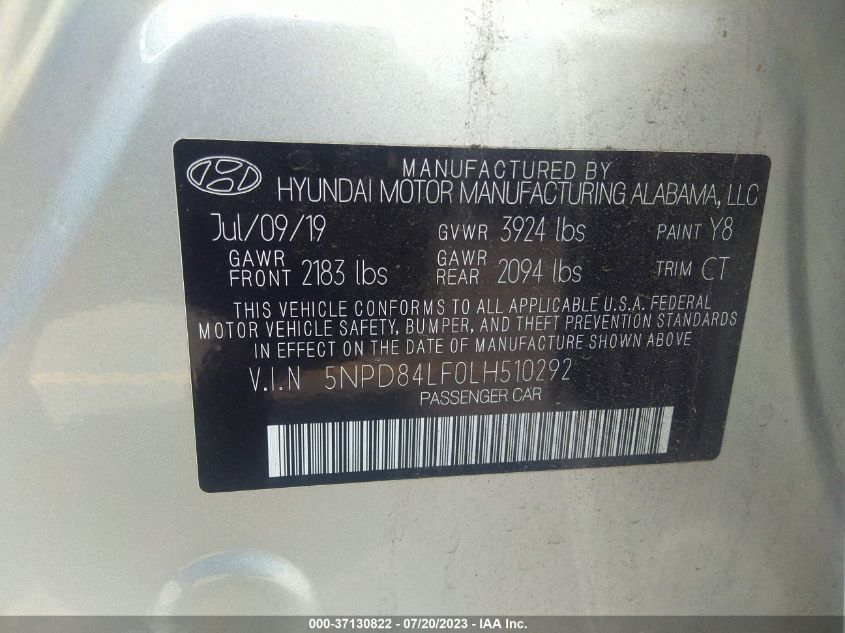 MANUFACTURED BY
HYUNDAI MOTOR MANUFACTURING ALABAMA, LLC
Jul/09/19 GVWR 3924 lbs PAINT Y8
GAWR FRONT 2183 lbs GAWR REAR 2094 lbs TRIM CT
THIS VEHICLE CONFORMS TO ALL APPLICABLE U.S.A. FEDERAL
MOTOR VEHICLE SAFETY, BUMPER, AND THEFT PREVENTION STANDARDS
IN EFFECT ON THE DATE OF MANUFACTURE SHOWN ABOVE
V.I.N 5NPD84LF0LH510292
PASSENGER CAR
000-37130822 - 07/20/2023 - IAA Inc.